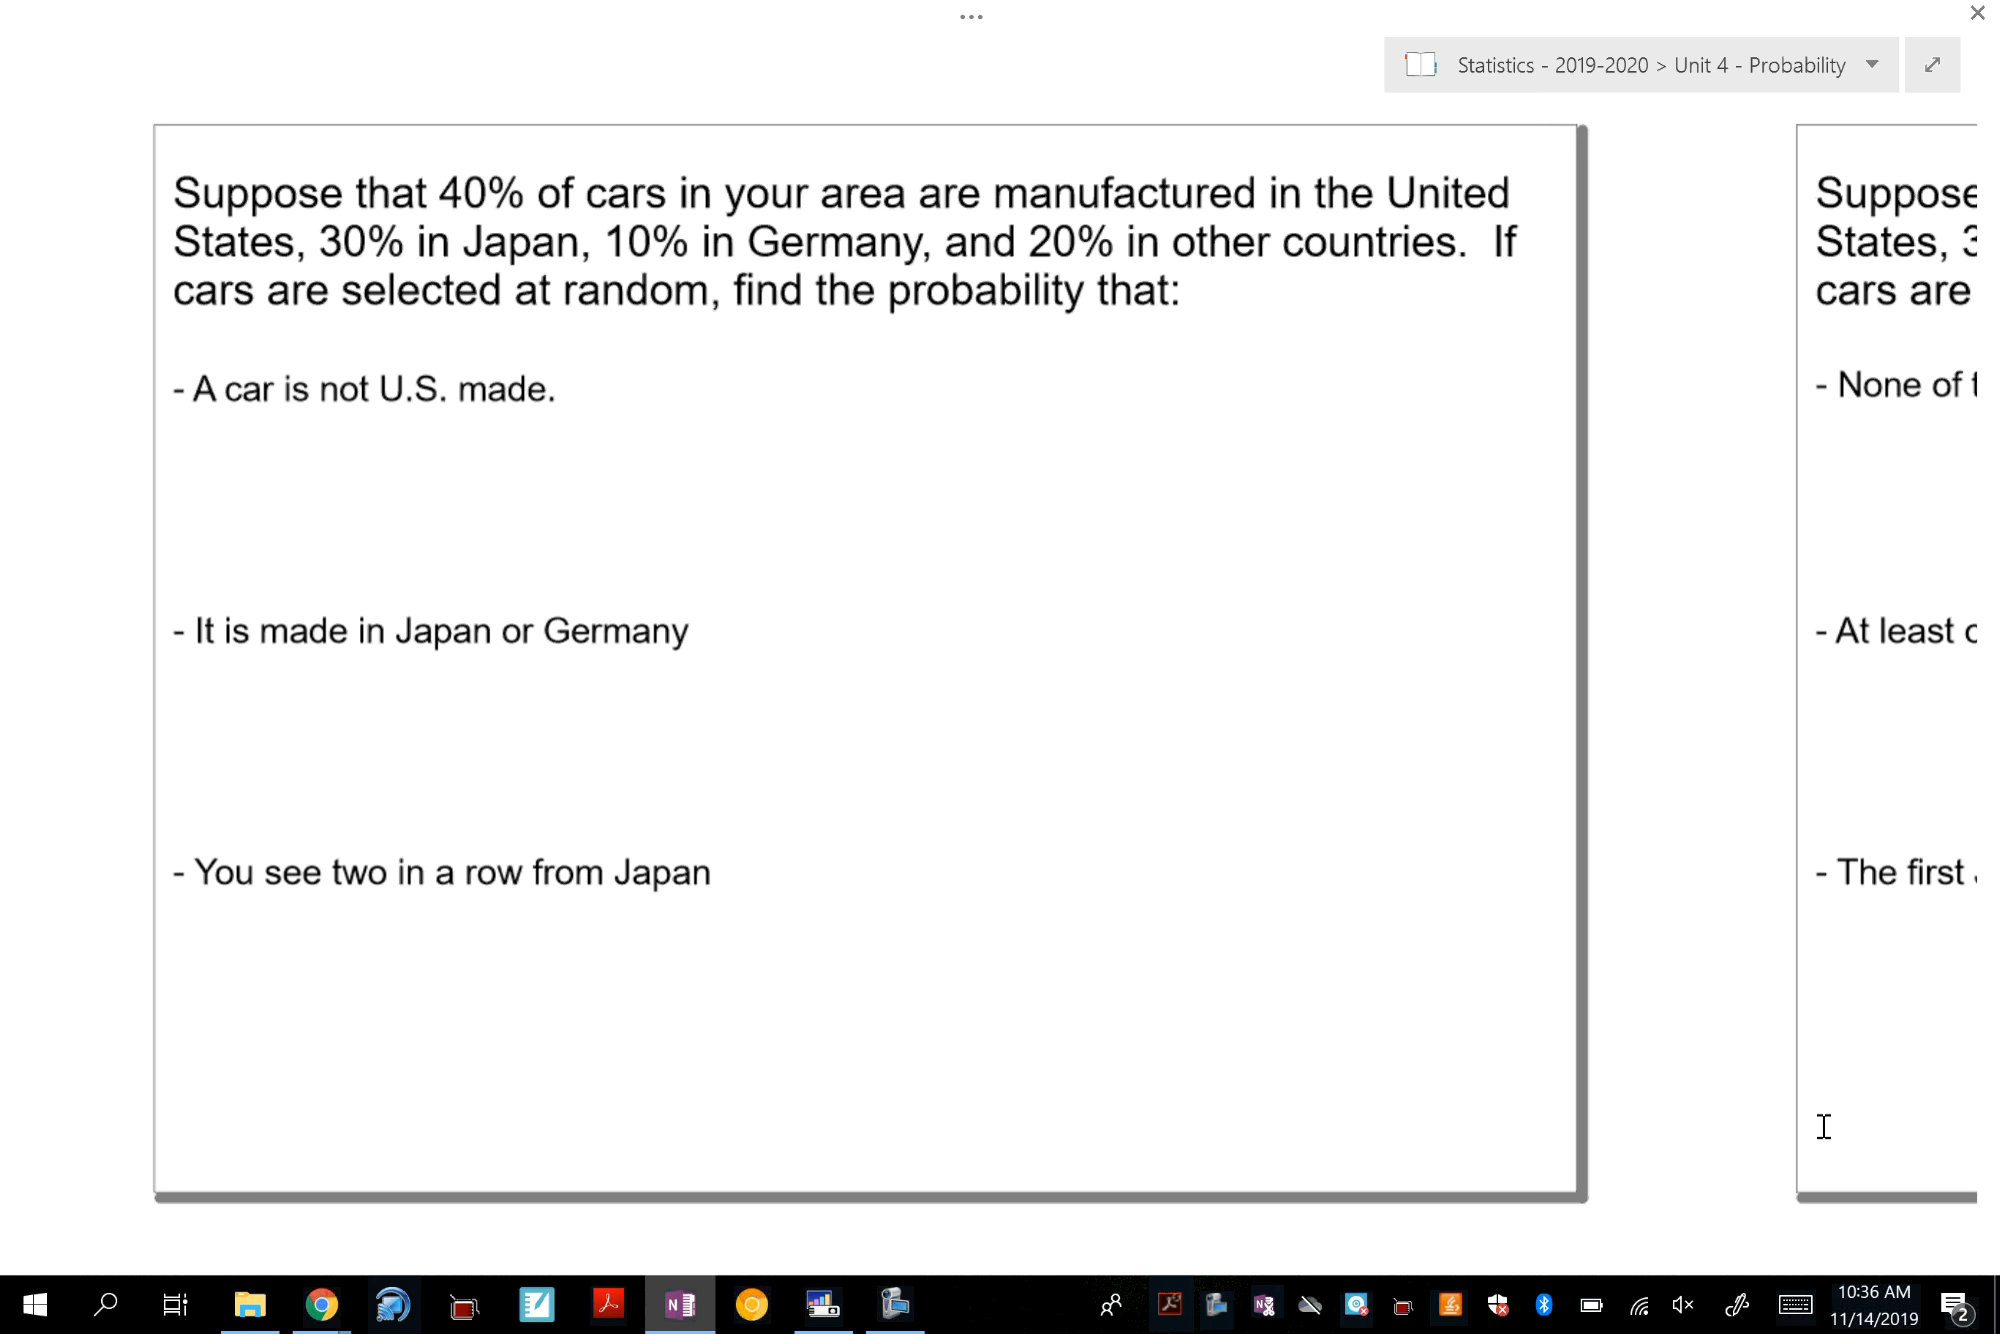 Statistics - 2019-2020 > Unit 4 - Probability
Suppose that 40% of cars in your area are manufactured in the United
States, 30% in Japan, 10% in Germany, and 20% in other countries.  If
cars are selected at random, find the probability that:
- A car is not U.S. made.
- It is made in Japan or Germany
- You see two in a row from Japan
Suppose
States, 3
cars are
- None of
- At least
- The first
10:36 AM
11/14/2019
2